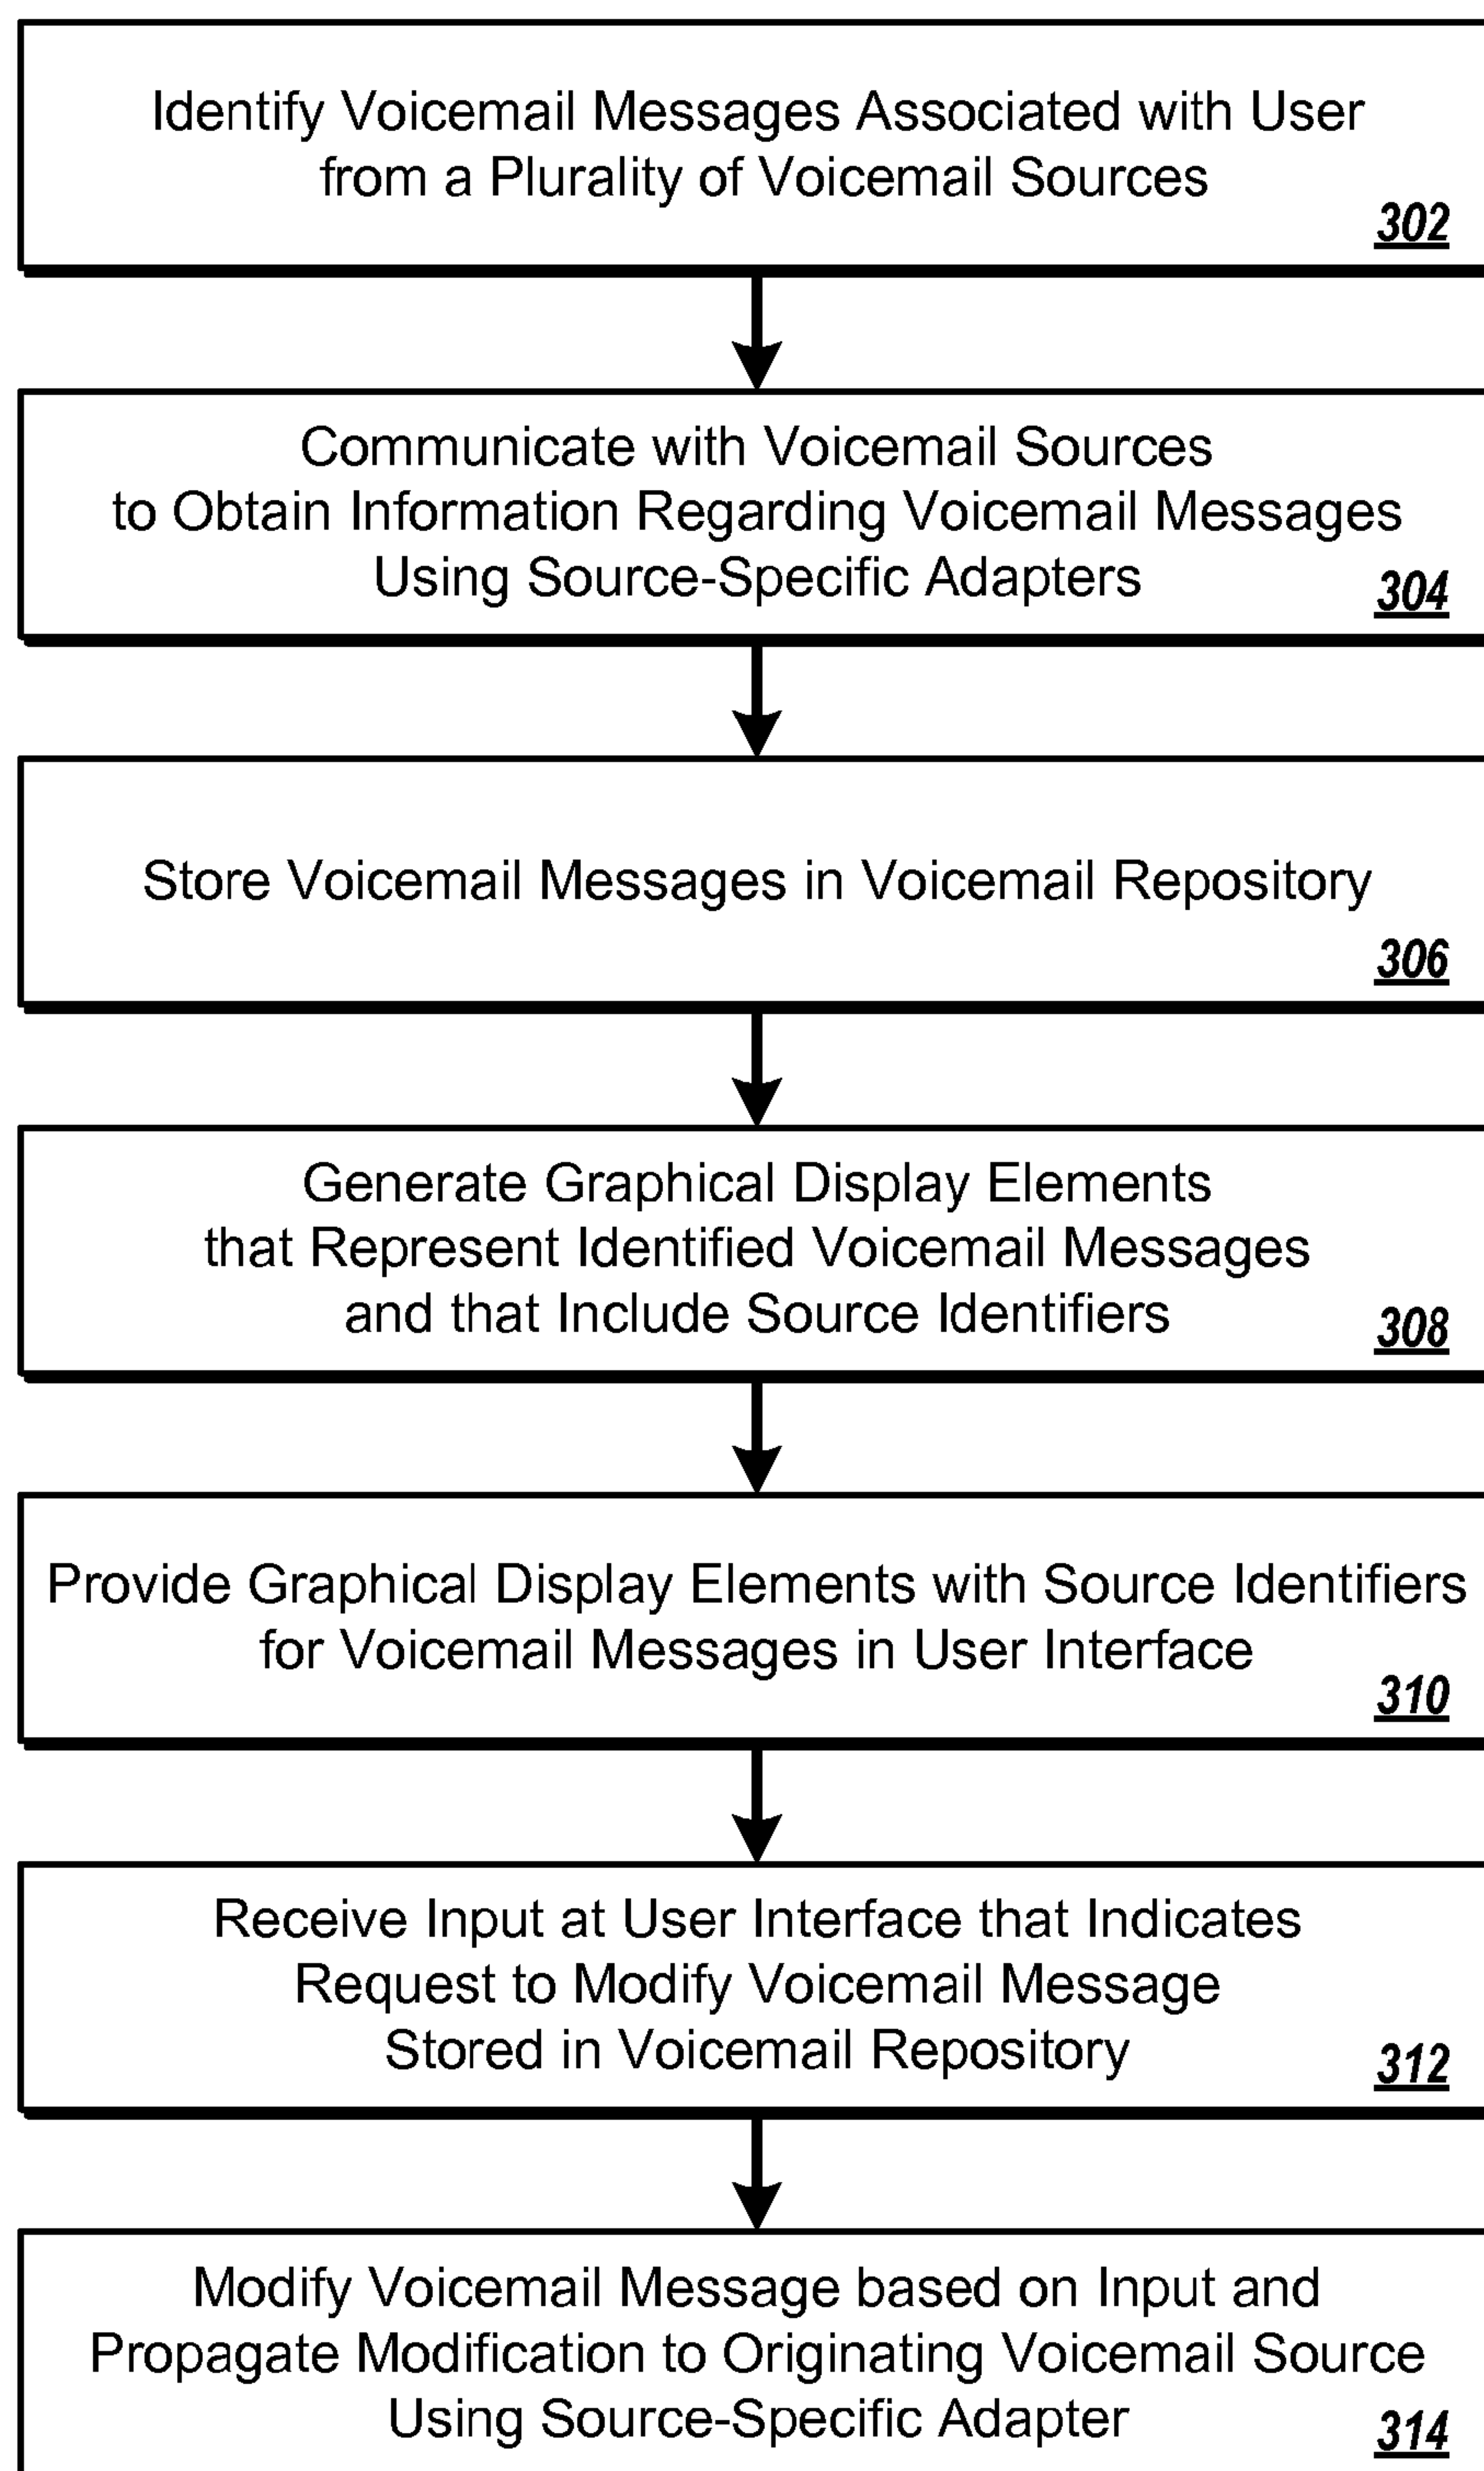 Identify Voicemail Messages Associated with User
from a Plurality of Voicemail Sources
302
Communicate with Voicemail Sources
to Obtain Information Regarding Voicemail Messages
Using Source-Specific Adapters
304
Store Voicemail Messages in Voicemail Repository
306
Generate Graphical Display Elements
that Represent Identified Voicemail Messages
and that Include Source Identifiers
308
Provide Graphical Display Elements with Source Identifiers
for Voicemail Messages in User Interface
310
Receive Input at User Interface that Indicates
Request to Modify Voicemail Message
Stored in Voicemail Repository
312
Modify Voicemail Message based on Input and
Propagate Modification to Originating Voicemail Source
Using Source-Specific Adapter
314